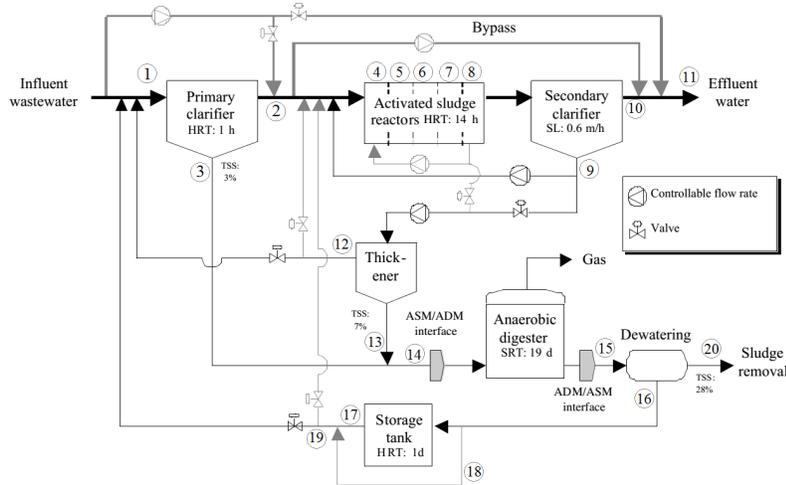 Bypass
Influent
wastewater
1
Primary
clarifier
HRT: 1 h
2
3
TSS:
3%
4
5
6
7
8
Activated sludge
reactors HRT: 14 h
Secondary
clarifier
SL: 0.6 m/h
9
10
11
Effluent
water
Controllable flow rate
Valve
12
Thick-
ener
TSS:
7%
13
Gas
ASM/ADM
interface
14
Anaerobic
digester
SRT: 19 d
ADM/ASM
interface
15
Dewatering
16
20
TSS:
28%
Sludge
removal
17
Storage
tank
HRT: 1d
18
19